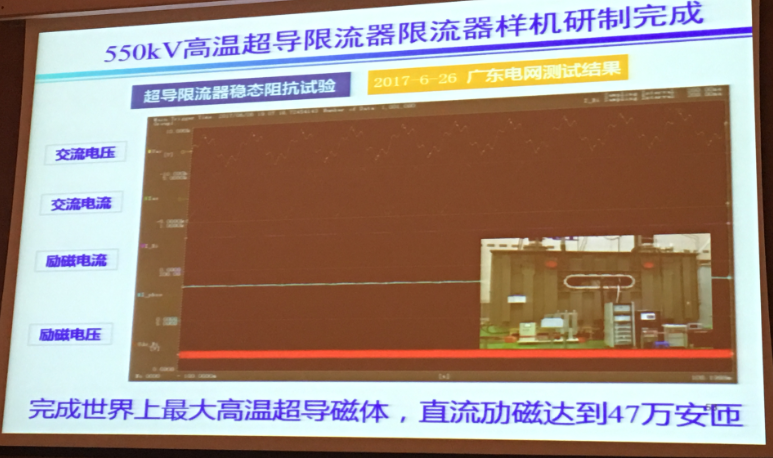 550kV高温超导限流器限流器样机研制完成
超导限流器稳态阻抗试验
2017-6-26 广东电网测试结果
交流电压
交流电流
励磁电流
励磁电压
完成世界上最大高温超导磁体，直流励磁达到47万安匝